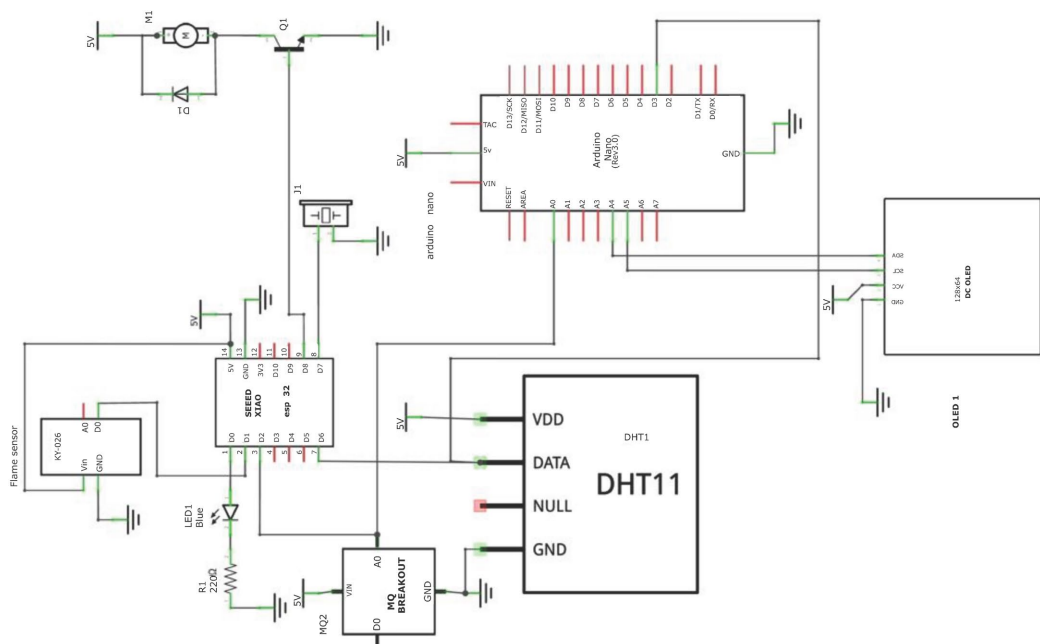 5V
M1
M
D1
Q1
J1
5V
14
13
12
11
10
9
8
5V
GND
3V3
D10
D9
D8
D7
SEEED
XIAO
esp 32
D0
D1
D2
D3
D4
D5
D6
1
2
3
4
5
6
7
Flame sensor
KY-026
A0
D0
Vin
GND
LED1
Blue
R1
220Ω
5V
MQ2
VIN
A0
D0
GND
MQ
BREAKOUT
5V
VDD
DATA
NULL
GND
DHT1
DHT11
arduino nano
5V
TAC
5v
VIN
D13/SCK
D12/MISO
D11/MOSI
D10
D9
D8
D7
D6
D5
D4
D3
D2
D1/TX
D0/RX
Arduino
Nano
(Rev3.0)
GND
RESET
AREA
A0
A1
A2
A3
A4
A5
A6
A7
5V
SDA
SCL
VCC
GND
128x64
DC OLED
OLED 1